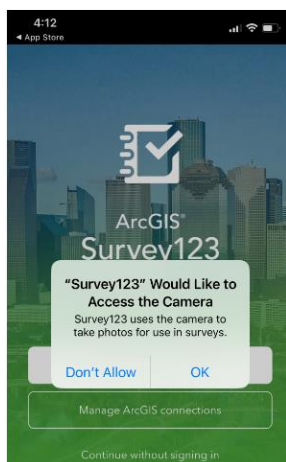 4:12
◀ App Store
ArcGIS®
Survey123
"Survey123" Would Like to
Access the Camera
Survey123 uses the camera to
take photos for use in surveys.
Don't Allow
OK
Manage ArcGIS connections
Continue without signing in